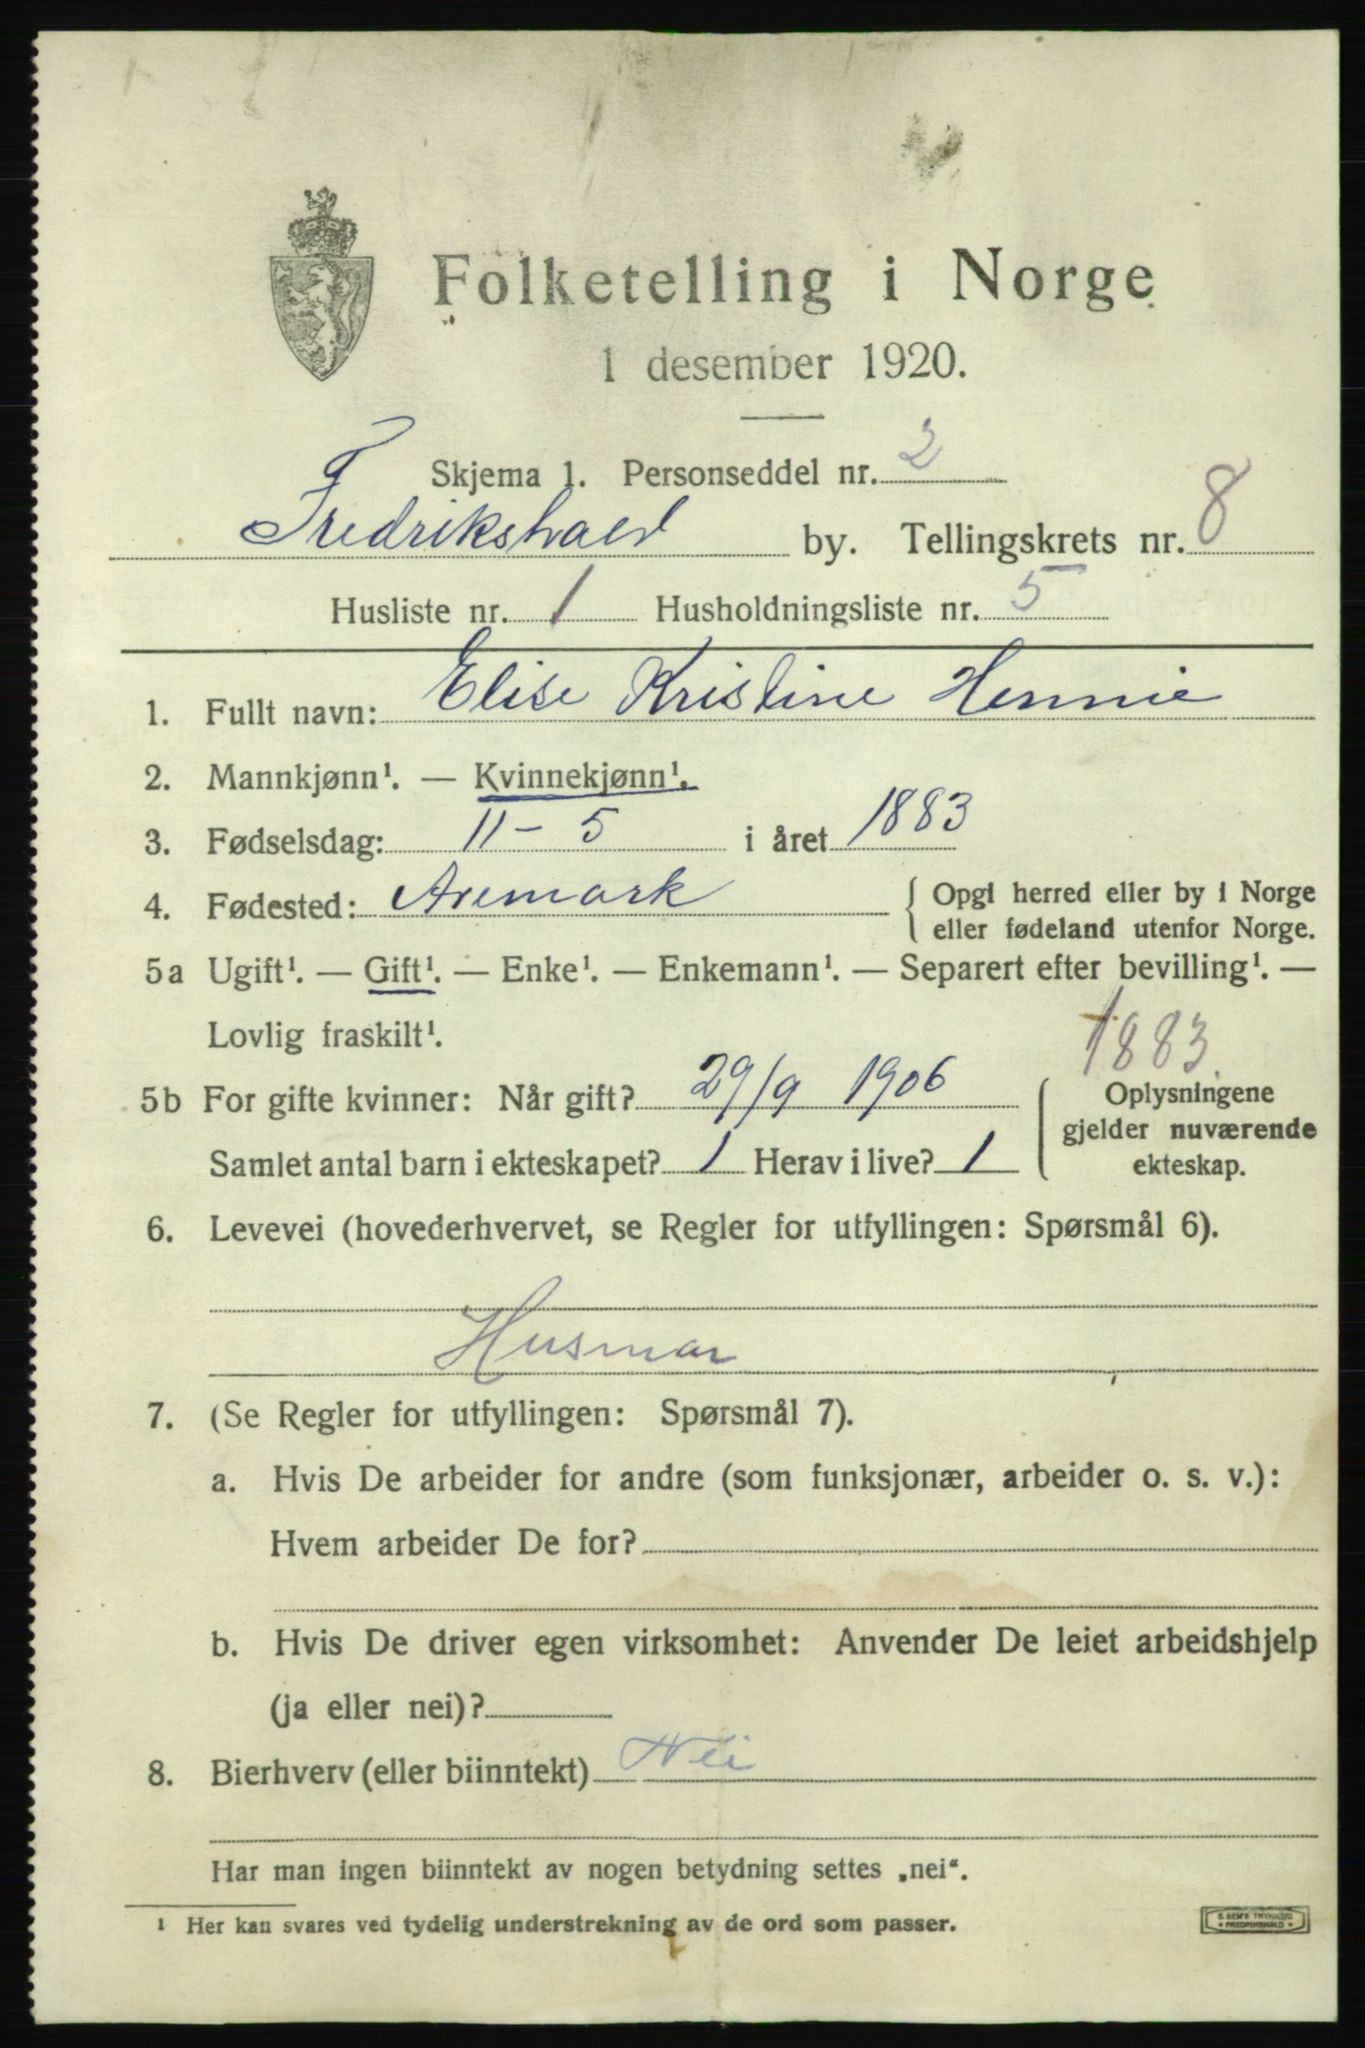 Folketelling i Norge
1 desember 1920.
Skjema 1. Personseddel nr. 2
Fredrikshald by. Tellingskrets nr. 8
Husliste nr. 1 Husholdningsliste nr. 5
1. Fullt navn: Elise Kristine Hennie
2. Mannkjønn¹. — Kvinnekjønn¹.
3. Fødselsdag: 11 - 5 i året 1883
4. Fødested: Aremark { Opgi herred eller by i Norge
eller fødeland utenfor Norge.
5a Ugift¹. — Gift¹. — Enke¹. — Enkemann¹. — Separert efter bevilling¹. —
Lovlig fraskilt¹.
1883
5b For gifte kvinner: Når gift? 29/9 1906 { Oplysningene
gjelder nuværende
Samlet antal barn i ekteskapet? 1 Herav i live? 1 ekteskap.
6. Levevei (hovederhvervet, se Regler for utfyllingen: Spørsmål 6).
Husmor
7. (Se Regler for utfyllingen: Spørsmål 7).
a. Hvis De arbeider for andre (som funksjonær, arbeider o. s. v.):
Hvem arbeider De for?
b. Hvis De driver egen virksomhet: Anvender De leiet arbeidshjelp
(ja eller nei)?
8. Bierhverv (eller biinntekt) Nei
Har man ingen biinntekt av nogen betydning settes „nei“.
¹ Her kan svares ved tydelig understrekning av de ord som passer.